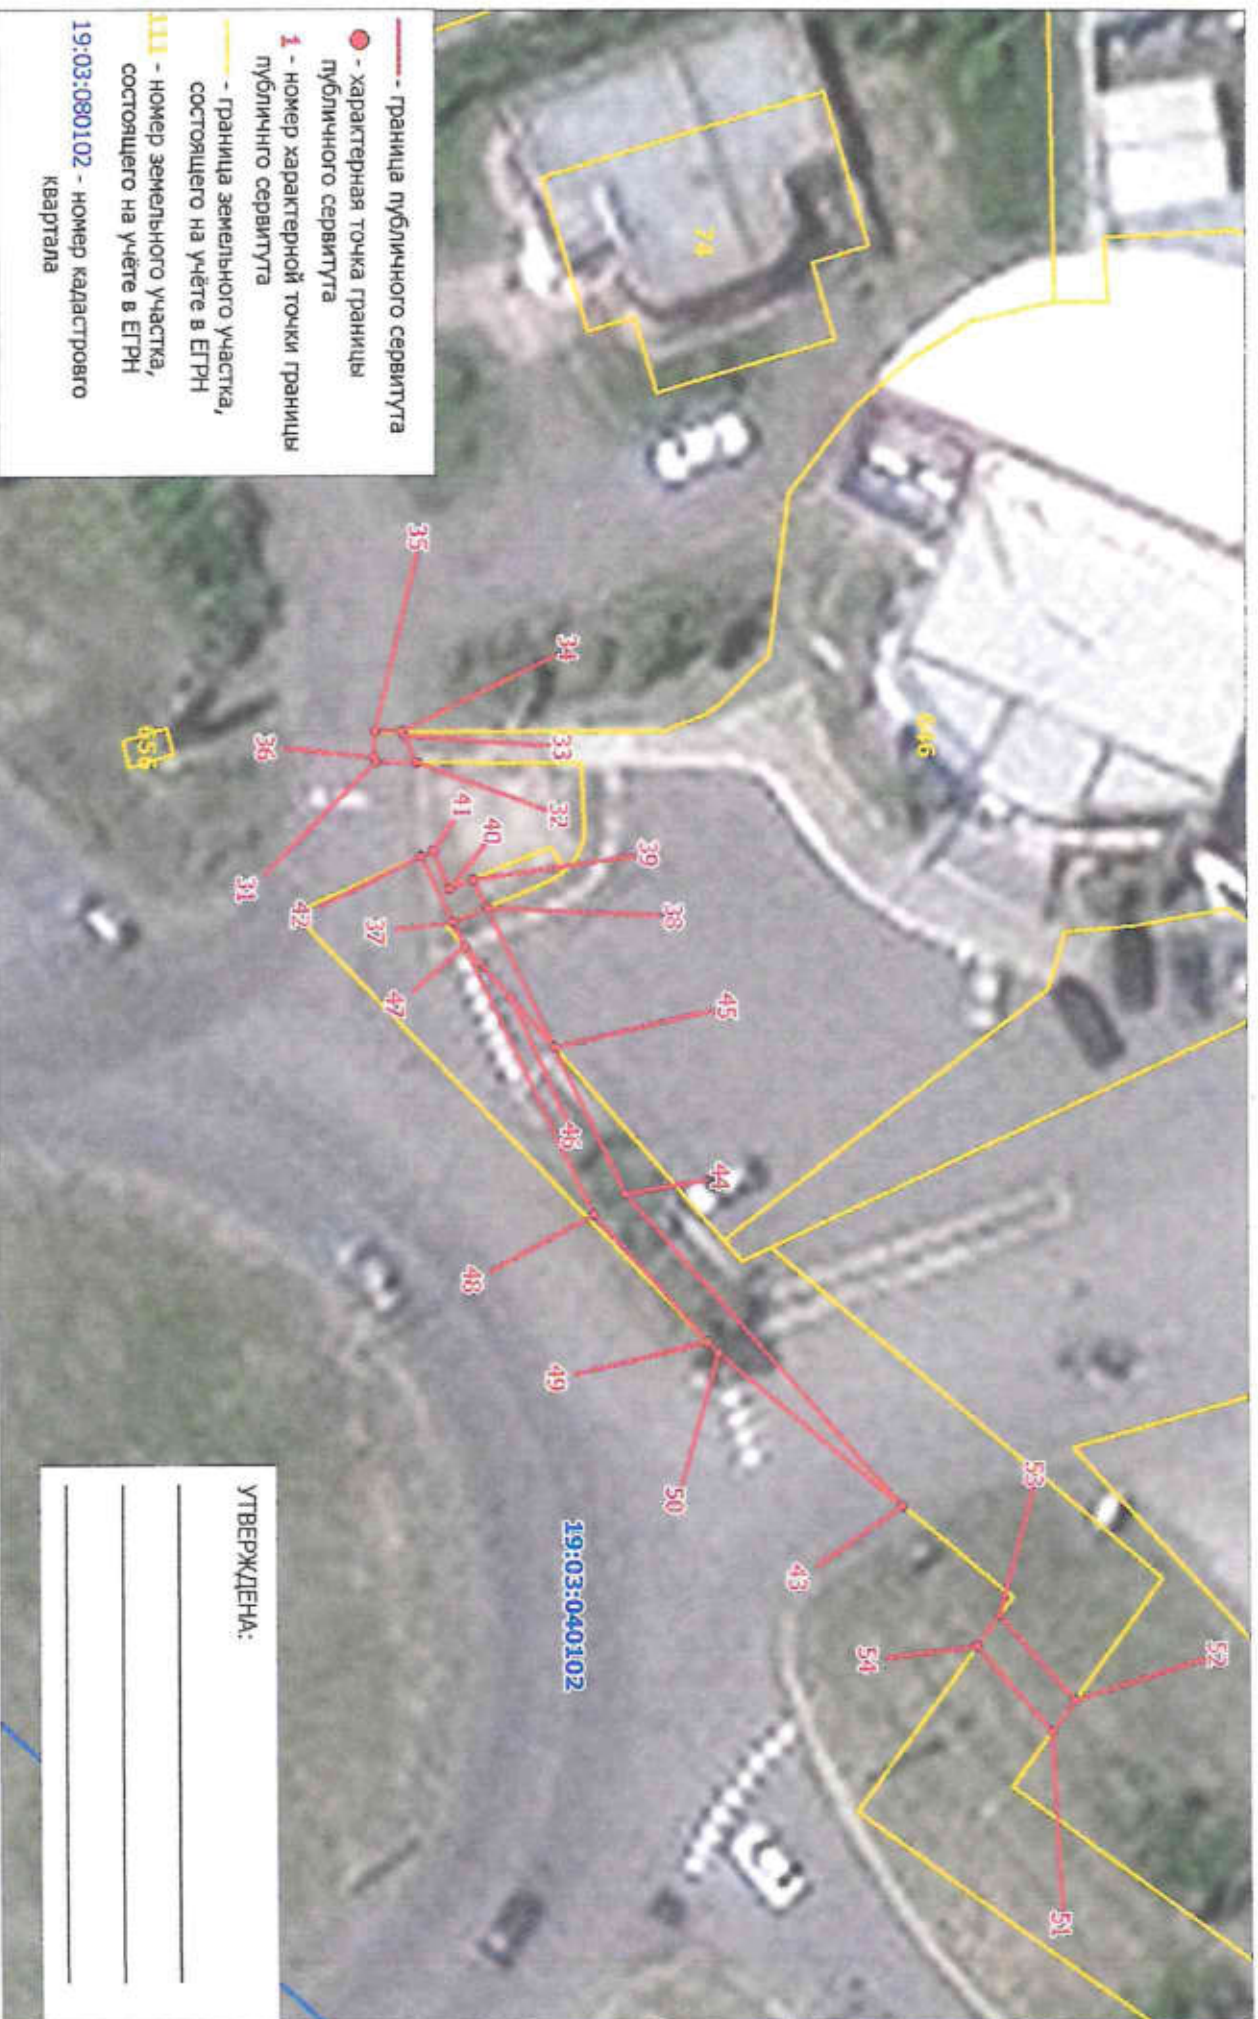 - граница публичного сервитута
- характерная точка границы
публичного сервитута
1 - номер характерной точки границы
публичнго сервитута
- граница земельного участка,
состоящего на учёте в ЕГРН
111 - номер земельного участка,
состоящего на учёте в ЕГРН
19:03:080102 - номер кадастрового
квартала
74
646
656
35
34
33
36
32
31
41
40
39
42
38
37
47
45
46
44
48
49
50
53
43
52
54
51
19:03:040102
УТВЕРЖДЕНА: